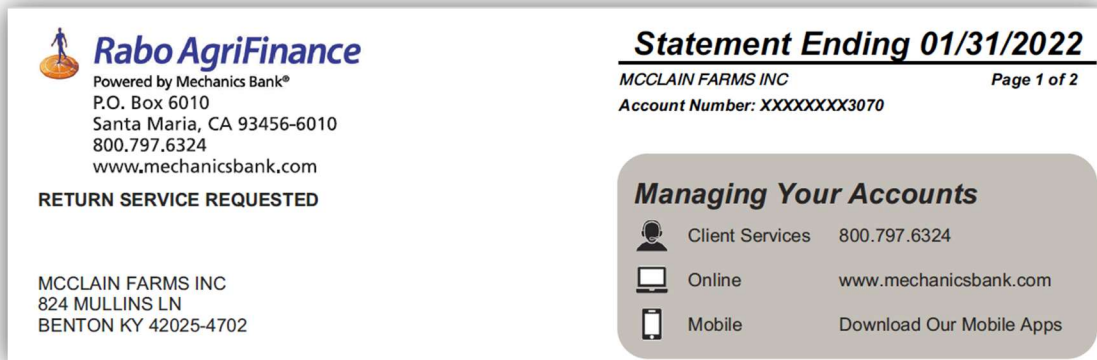 Rabo AgriFinance
Powered by Mechanics Bank®
P.O. Box 6010
Santa Maria, CA 93456-6010
800.797.6324
www.mechanicsbank.com
RETURN SERVICE REQUESTED
MCCLAIN FARMS INC
824 MULLINS LN
BENTON KY 42025-4702
Statement Ending 01/31/2022
MCCLAIN FARMS INC Page 1 of 2
Account Number: XXXXXXXX3070
Managing Your Accounts
Client Services 800.797.6324
Online www.mechanicsbank.com
Mobile Download Our Mobile Apps